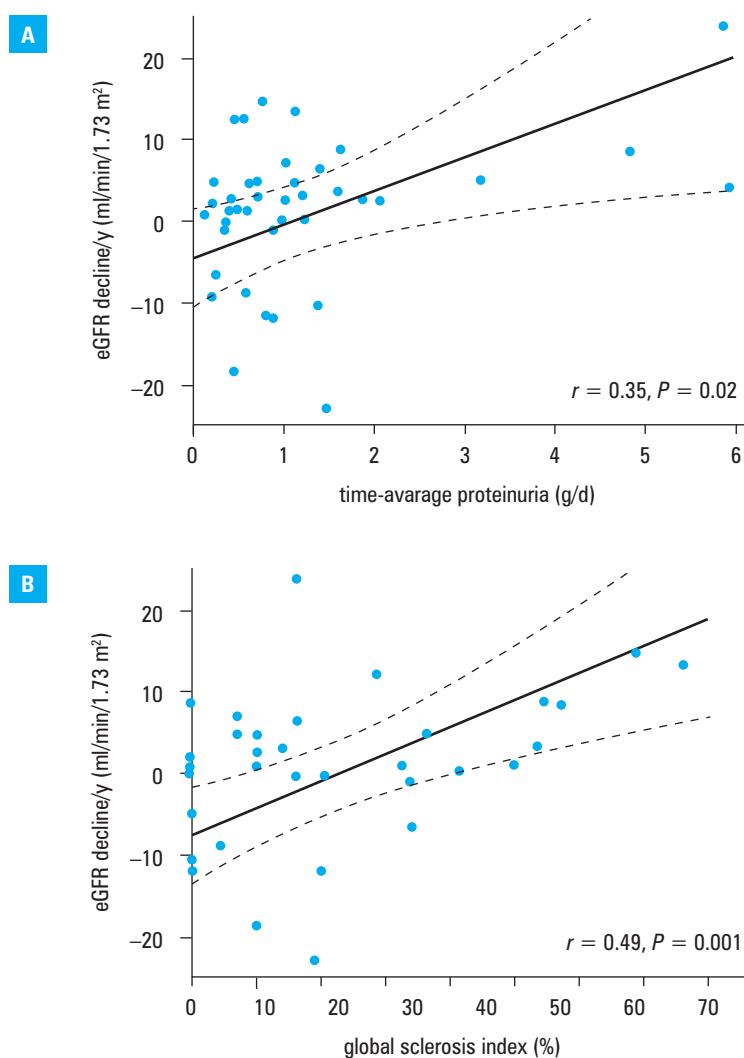 A
eGFR decline/y (ml/min/1.73 m²)
20
10
0
−10
−20
r = 0.35, P = 0.02
0 1 2 3 4 5 6
time-avarage proteinuria (g/d)
B
eGFR decline/y (ml/min/1.73 m²)
20
10
0
−10
−20
r = 0.49, P = 0.001
0 10 20 30 40 50 60 70
global sclerosis index (%)